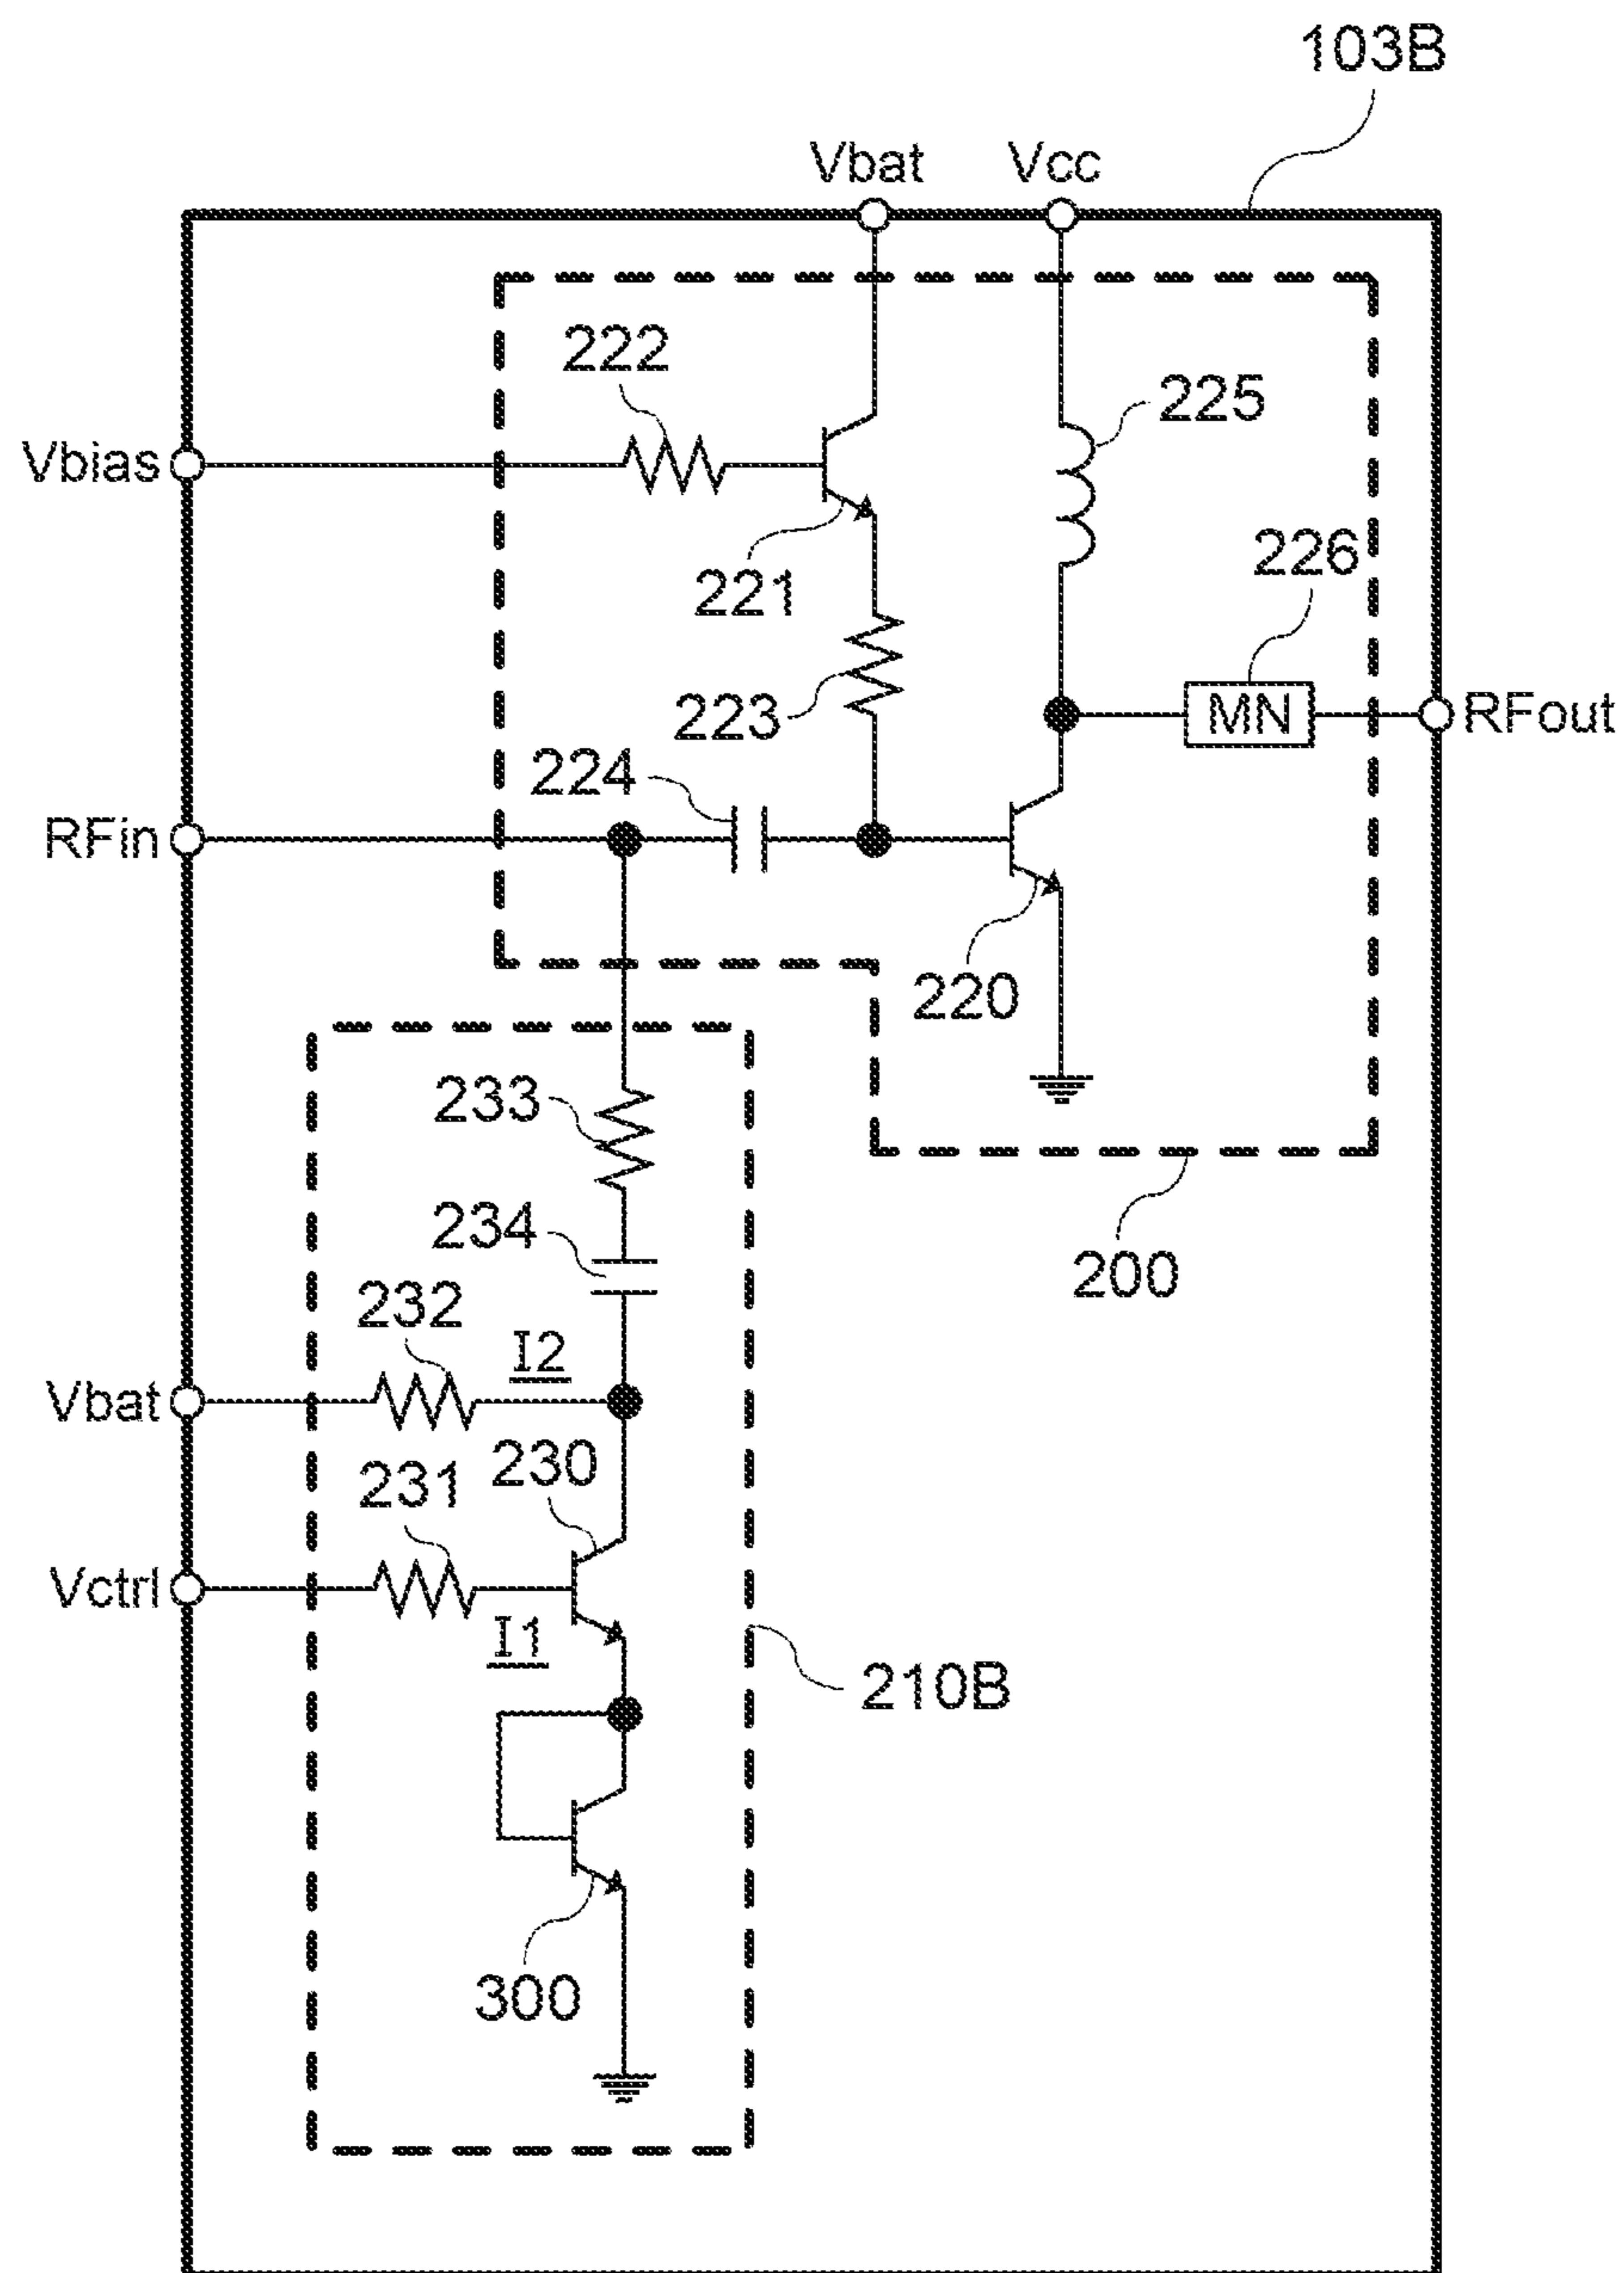 103B
Vbat Vcc
222
225
Vbias
226
221
223
MN
RFout
224
RFin
220
233
234
200
232
I2
Vbat
230
231
Vctrl
I1
210B
300